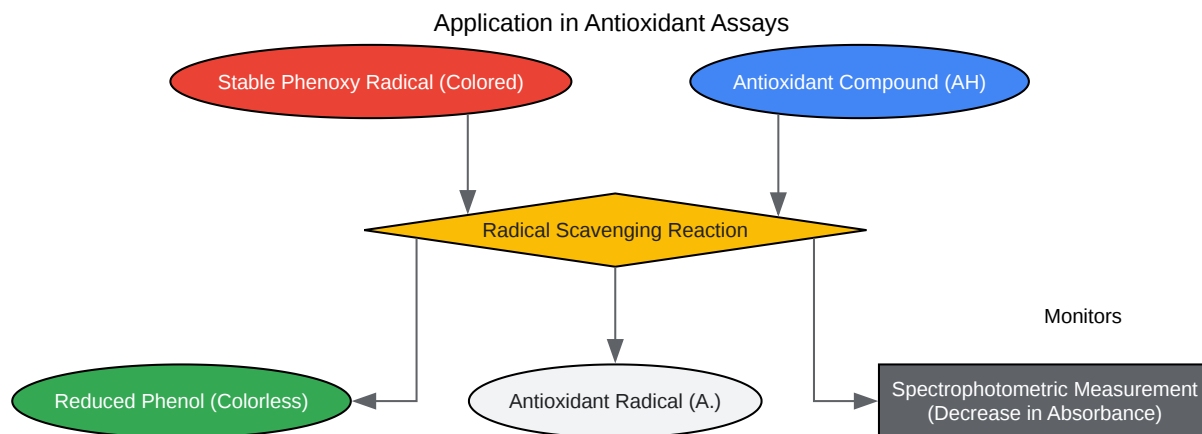 Application in Antioxidant Assays
Stable Phenoxy Radical (Colored)
Antioxidant Compound (AH)
Radical Scavenging Reaction
Monitors
Reduced Phenol (Colorless)
Antioxidant Radical (A.)
Spectrophotometric Measurement
(Decrease in Absorbance)